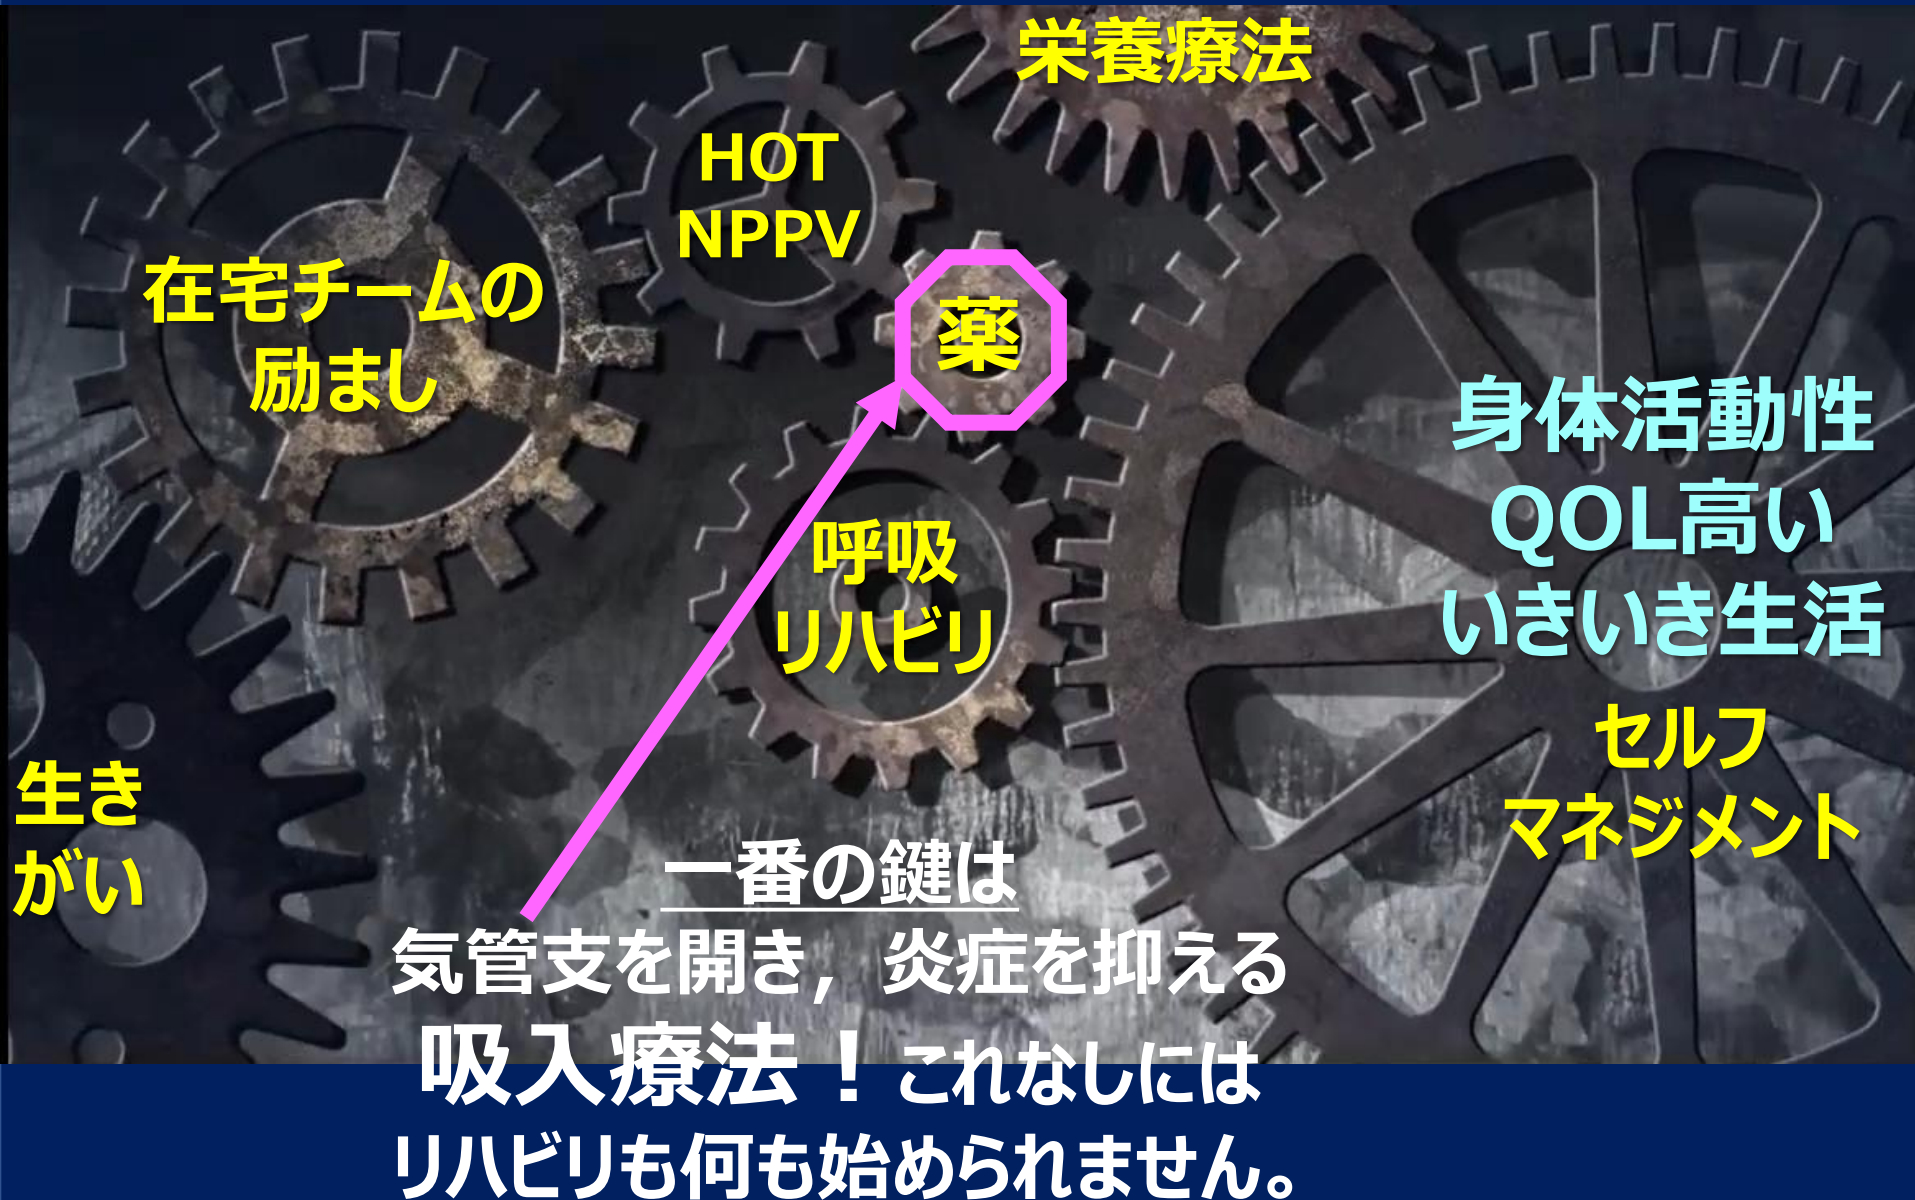 栄養療法
HOT
NPPV
在宅チームの
励まし
薬
身体活動性
QOL高い
いきいき生活
呼吸
リハビリ
セルフ
マネジメント
生き
がい
一番の鍵は
気管支を開き，炎症を抑える
吸入療法！これなしには
リハビリも何も始められません。